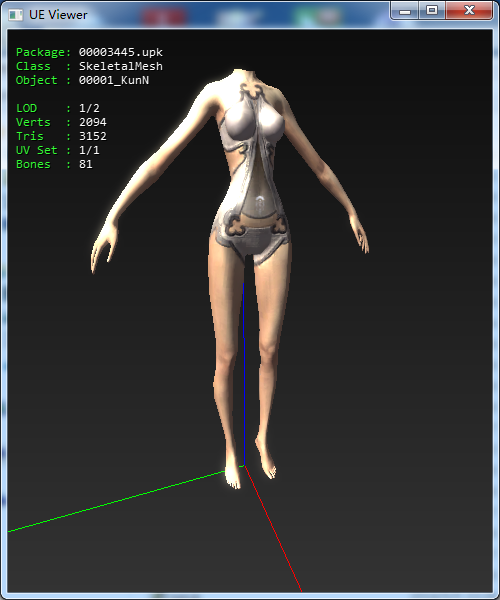 UE Viewer
Package: 00003445.upk
Class : SkeletalMesh
Object : 00001_KunN
LOD : 1/2
Verts : 2094
Tris : 3152
UV Set : 1/1
Bones : 81